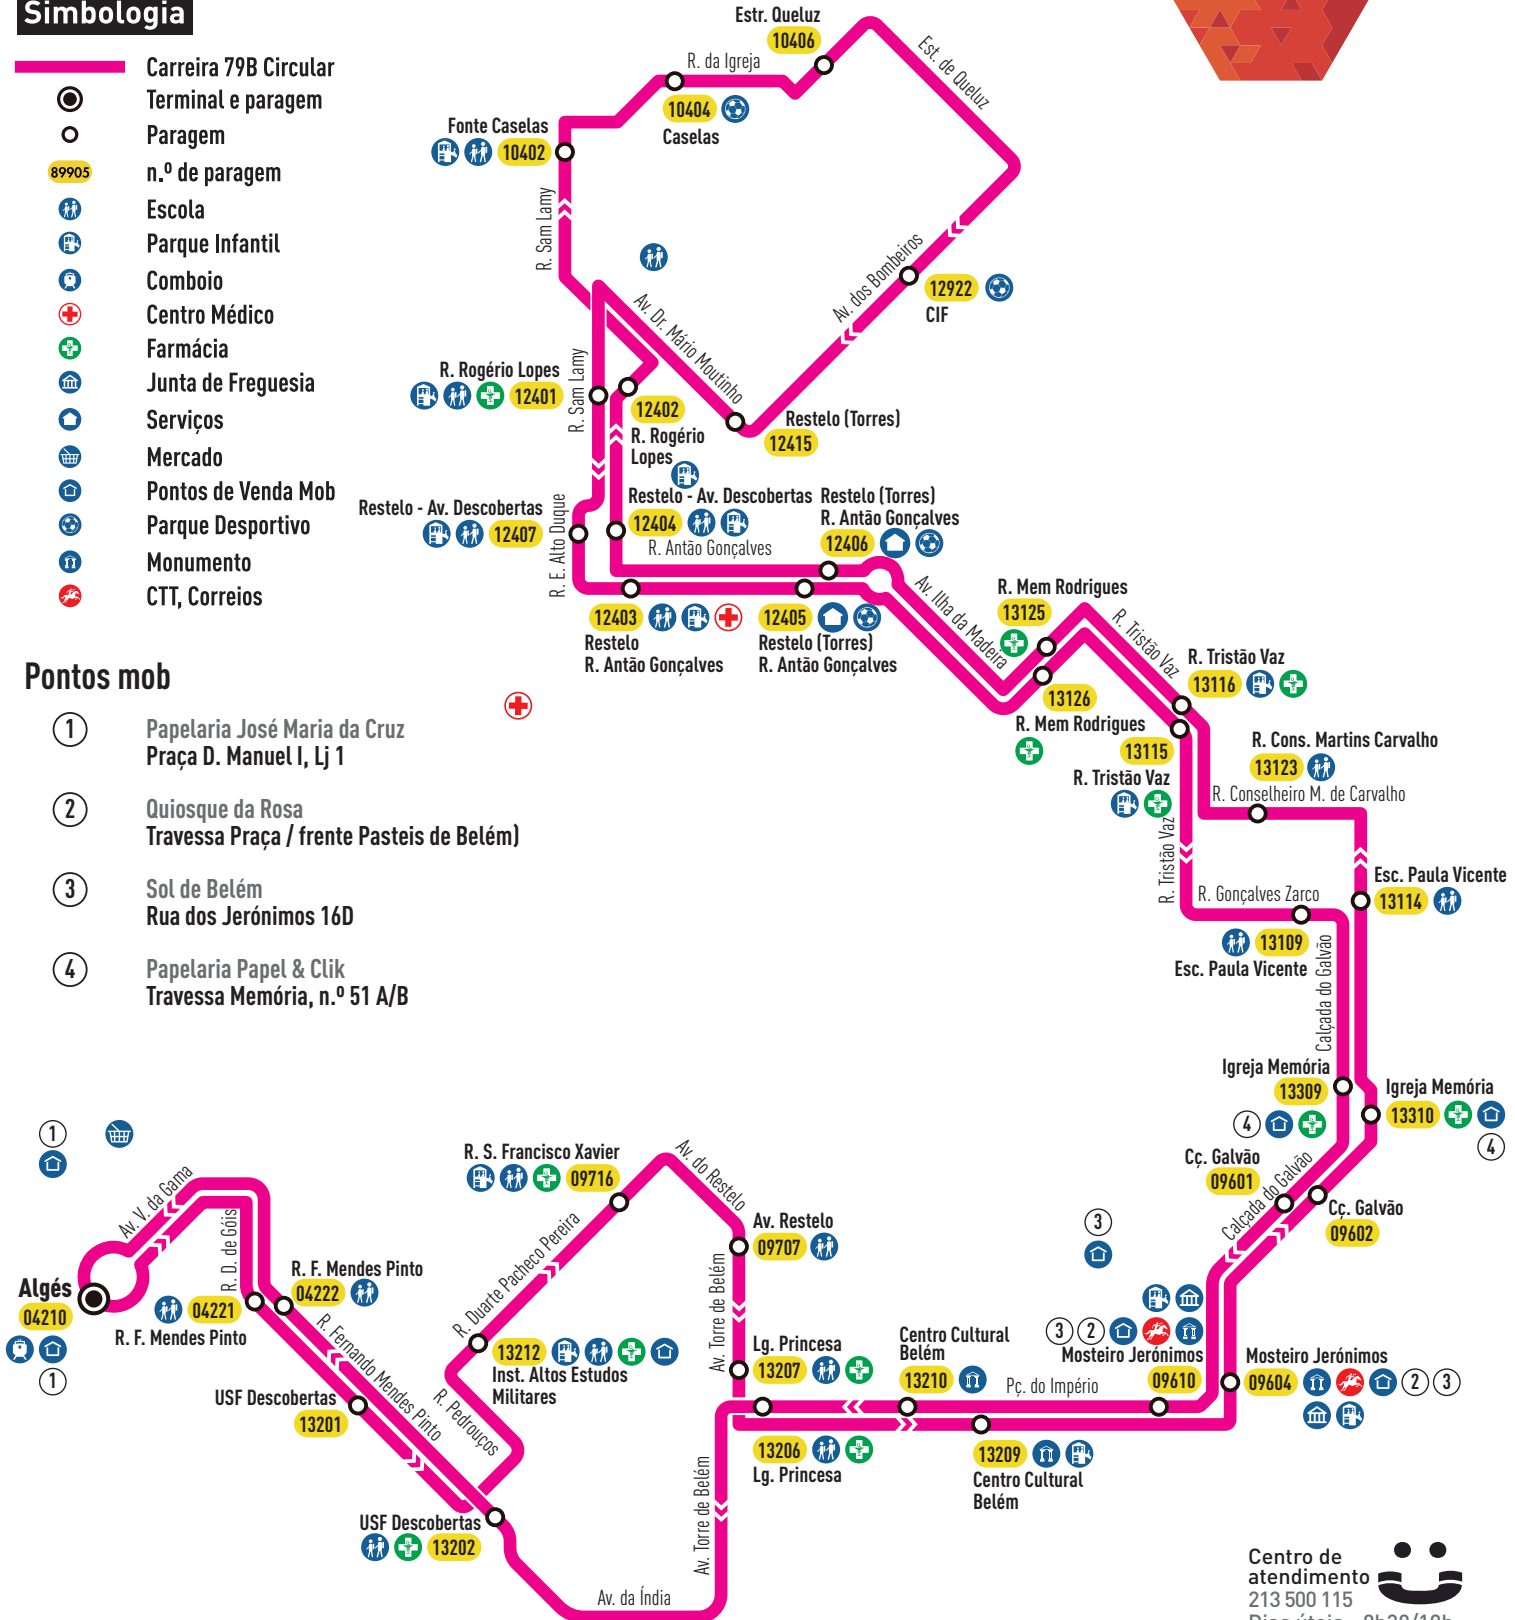 Simbologia
Carreira 79B Circular
Terminal e paragem
Paragem
89905
n.º de paragem
Escola
Parque Infantil
Comboio
Centro Médico
Farmácia
Junta de Freguesia
Serviços
Mercado
Pontos de Venda Mob
Parque Desportivo
Monumento
CTT, Correios
Pontos mob
1
Papelaria José Maria da Cruz
Praça D. Manuel I, Lj 1
2
Quiosque da Rosa
Travessa Praça / frente Pasteis de Belém)
3
Sol de Belém
Rua dos Jerónimos 16D
4
Papelaria Papel & Clik
Travessa Memória, n.º 51 A/B
Estr. Queluz
10406
R. da Igreja
Est. de Queluz
10404
Caselas
Fonte Caselas
10402
R. Sam Lamy
Av. Dr. Mário Moutinho
Av. dos Bombeiros
12922
CIF
R. Rogério Lopes
12401
R. Sam Lamy
12402
R. Rogério
Lopes
Restelo (Torres)
12415
Restelo - Av. Descobertas
12407
R. E. Alto Duque
Restelo - Av. Descobertas
12404
R. Antão Gonçalves
Restelo (Torres)
R. Antão Gonçalves
12406
12403
Restelo
R. Antão Gonçalves
12405
Restelo (Torres)
R. Antão Gonçalves
Av. Ilha da Madeira
R. Mem Rodrigues
13125
R. Tristão Vaz
13126
R. Mem Rodrigues
R. Tristão Vaz
13116
13115
R. Tristão Vaz
R. Tristão Vaz
R. Cons. Martins Carvalho
13123
R. Conselheiro M. de Carvalho
Esc. Paula Vicente
13114
R. Gonçalves Zarco
13109
Esc. Paula Vicente
Calçada do Galvão
Igreja Memória
13309
4
Igreja Memória
13310
4
Cç. Galvão
09601
Calçada do Galvão
Cç. Galvão
09602
3
3
2
Mosteiro Jerónimos
09610
Mosteiro Jerónimos
09604
2
3
Centro Cultural
Belém
13210
Pç. do Império
13209
Centro Cultural
Belém
Lg. Princesa
13207
13206
Lg. Princesa
Av. Restelo
09707
Av. do Restelo
Av. Torre de Belém
Av. Torre de Belém
R. S. Francisco Xavier
09716
R. Duarte Pacheco Pereira
13212
Inst. Altos Estudos
Militares
R. Pedrouços
1
Av. V. da Gama
Algés
04210
1
R. D. de Góis
04221
R. F. Mendes Pinto
R. F. Mendes Pinto
04222
R. Fernando Mendes Pinto
USF Descobertas
13201
USF Descobertas
13202
Av. da Índia
Centro de
atendimento
213 500 115